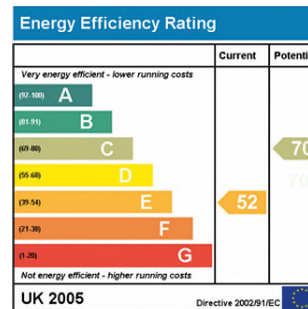 Energy Efficiency Rating
Current Potenti
Very energy efficient - lower running costs
(92-100) A
(81-91) B
(69-80) C 70
(55-68) D
(39-54) E 52
(21-38) F
(1-20) G
Not energy efficient - higher running costs
UK 2005 Directive 2002/91/EC